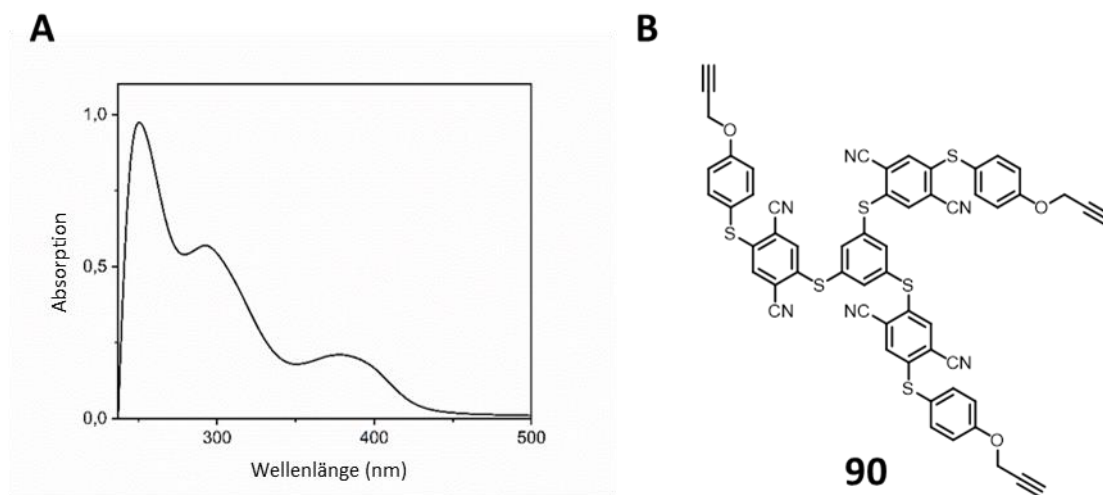 A
B
1,0
0,5
0,0
300
400
500
Absorption
Wellenlänge (nm)
O
S
CN
CN
S
NC
S
CN
O
S
S
NC
CN
S
O
90